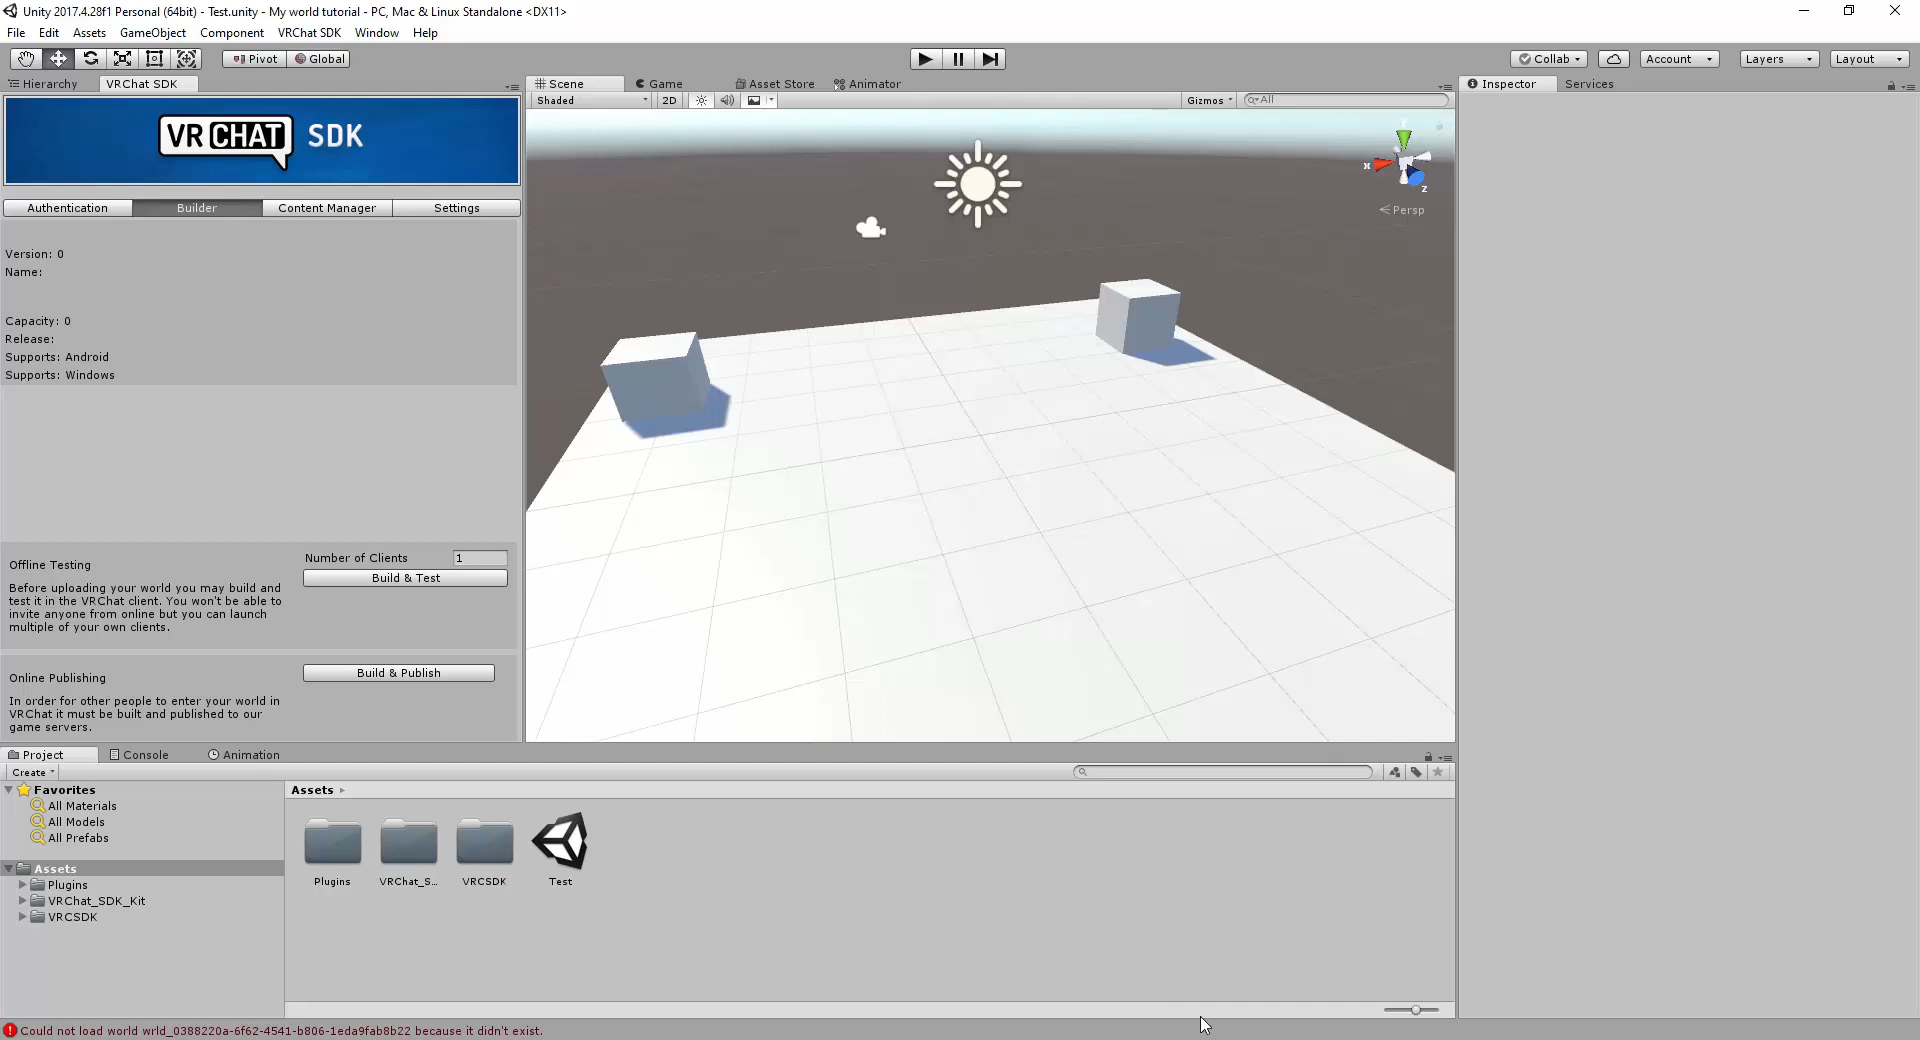 Unity 2017.4.28f1 Personal (64bit) - Test.unity - My world tutorial - PC, Mac & Linux Standalone <DX11>
File Edit Assets GameObject Component VRChat SDK Window Help
Pivot Global Collab Account Layers Layout
Hierarchy VRChat SDK
Scene Game Asset Store Animator
Inspector Services
Shaded 2D Gizmos All
VRCHAT SDK
Authentication Builder Content Manager Settings
Version: 0
Name:
Capacity: 0
Release:
Supports: Android
Supports: Windows
Y
X
Z
Persp
Offline Testing
Before uploading your world you may build and
test it in the VRChat client. You won't be able to
invite anyone from online but you can launch
multiple of your own clients.
Number of Clients 1
Build & Test
Online Publishing
In order for other people to enter your world in
VRChat it must be built and published to our
game servers.
Build & Publish
Project Console Animation
Create
Favorites
All Materials
All Models
All Prefabs
Assets
Plugins
VRChat_SDK_Kit
VRCSDK
Assets
Plugins VRChat_S... VRCSDK Test
Could not load world wrld_0388220a-6f62-4541-b806-1eda9fab8b22 because it didn't exist.